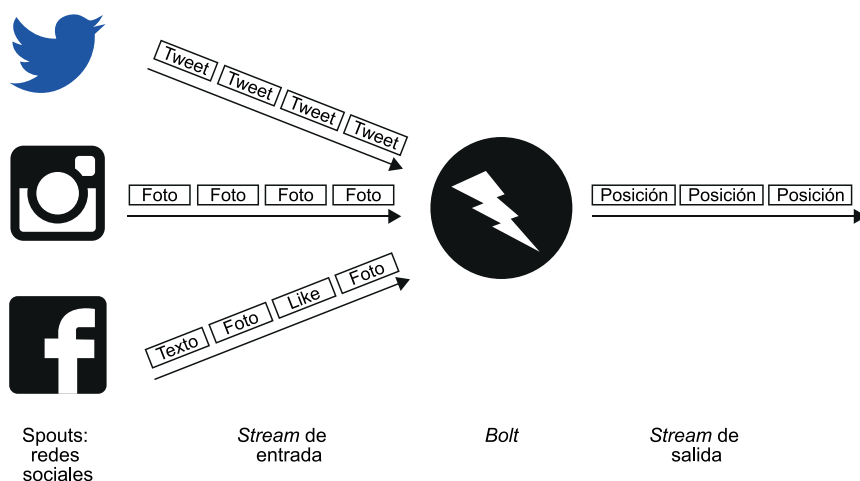 Tweet Tweet Tweet Tweet
Foto Foto Foto Foto
Posición Posición Posición
Texto Foto Like Foto
Spouts:
redes
sociales
Stream de
entrada
Bolt
Stream de
salida